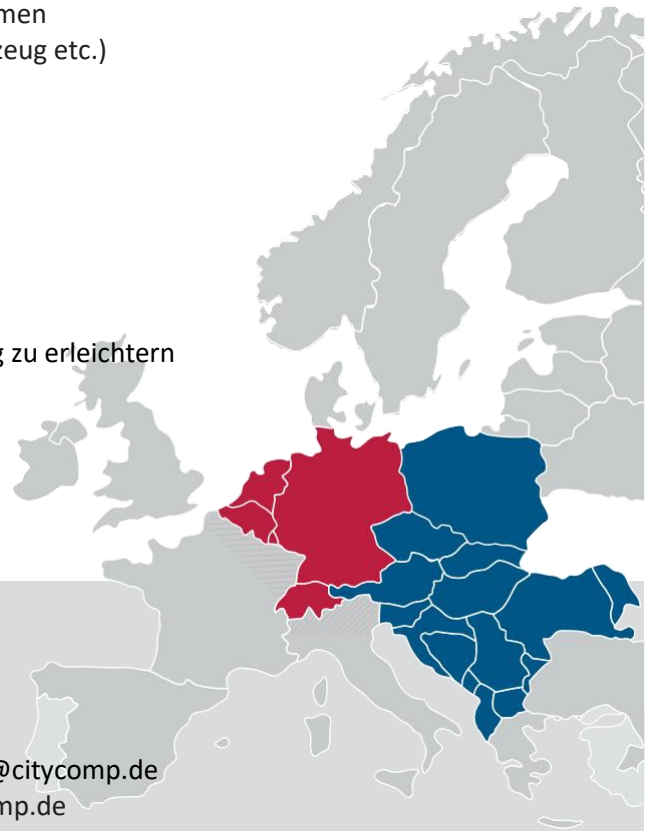 men
zeug etc.)
g zu erleichtern
@citycomp.de
mp.de